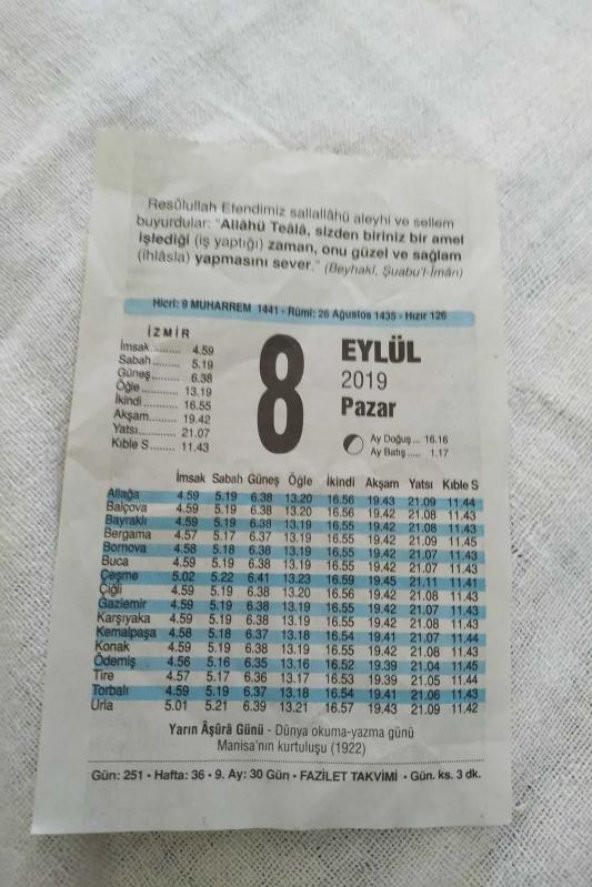 Resûlullah Efendimiz sallallâhü aleyhi ve sellem
buyurdular: "Allâhü Teâlâ, sizden biriniz bir amel
işlediği (iş yaptığı) zaman, onu güzel ve sağlam
(ihlâsla) yapmasını sever." (Beyhakî, Şuabu'l-Îmân)
Hicrî: 9 MUHARREM 1441 - Rûmî: 26 Ağustos 1435 - Hızır 126
İZMİR
İmsak......... 4.59
Sabah......... 5.19
Güneş......... 6.38
Öğle......... 13.19
İkindi......... 16.55
Akşam......... 19.42
Yatsı......... 21.07
Kıble S......... 11.43
8
EYLÜL
2019
Pazar
Ay Doğuş... 16.16
Ay Batış..... 1.17
İmsak Sabah Güneş Öğle İkindi Akşam Yatsı Kıble S
Aliağa 4.59 5.19 6.38 13.20 16.56 19.43 21.09 11.44
Balçova 4.59 5.19 6.38 13.20 16.56 19.42 21.08 11.43
Bayraklı 4.59 5.19 6.38 13.19 16.55 19.42 21.08 11.43
Bergama 4.57 5.17 6.37 13.19 16.55 19.42 21.09 11.45
Bornova 4.58 5.18 6.38 13.19 16.55 19.42 21.07 11.43
Buca 4.59 5.19 6.38 13.19 16.55 19.42 21.07 11.43
Çeşme 5.02 5.22 6.41 13.23 16.59 19.45 21.11 11.41
Çiğli 4.59 5.19 6.38 13.20 16.56 19.42 21.08 11.43
Gaziemir 4.59 5.19 6.38 13.19 16.55 19.42 21.07 11.43
Karşıyaka 4.59 5.19 6.38 13.19 16.55 19.42 21.08 11.43
Kemalpaşa 4.58 5.18 6.37 13.18 16.54 19.41 21.07 11.44
Konak 4.59 5.19 6.38 13.19 16.55 19.42 21.08 11.43
Ödemiş 4.56 5.16 6.35 13.16 16.52 19.39 21.04 11.45
Tire 4.57 5.17 6.36 13.17 16.53 19.39 21.05 11.44
Torbalı 4.59 5.19 6.37 13.18 16.54 19.41 21.06 11.43
Urla 5.01 5.21 6.39 13.21 16.57 19.43 21.09 11.42
Yarın Âşûrâ Günü - Dünya okuma-yazma günü
Manisa'nın kurtuluşu (1922)
Gün: 251 • Hafta: 36 • 9. Ay: 30 Gün • FAZİLET TAKVİMİ • Gün. ks. 3 dk.